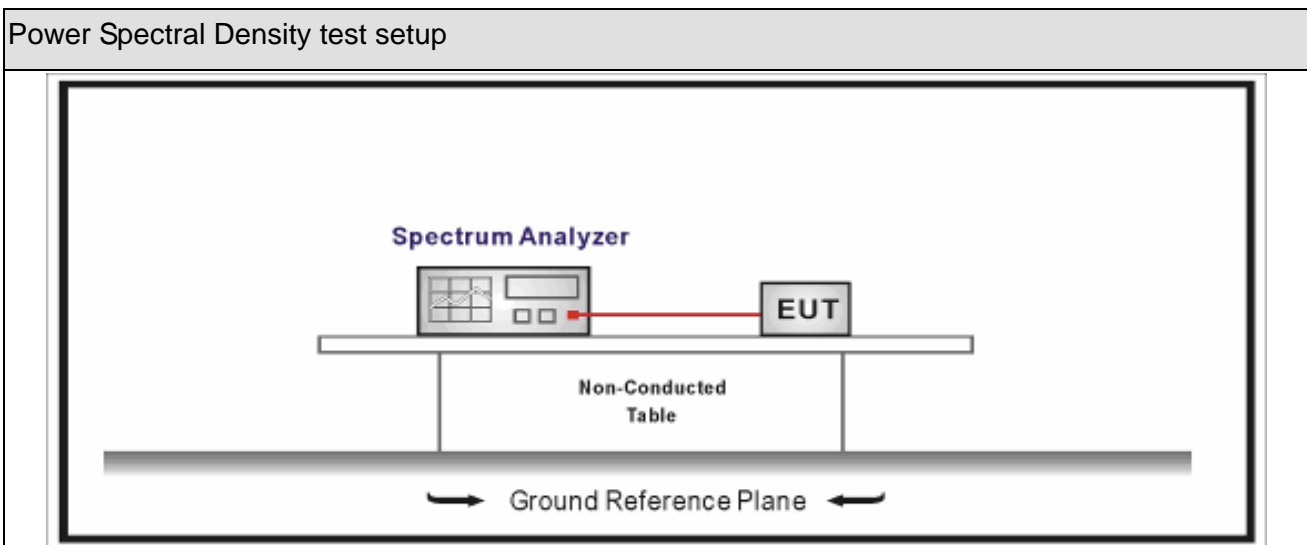 Power Spectral Density test setup
Spectrum Analyzer
EUT
Non-Conducted
Table
Ground Reference Plane